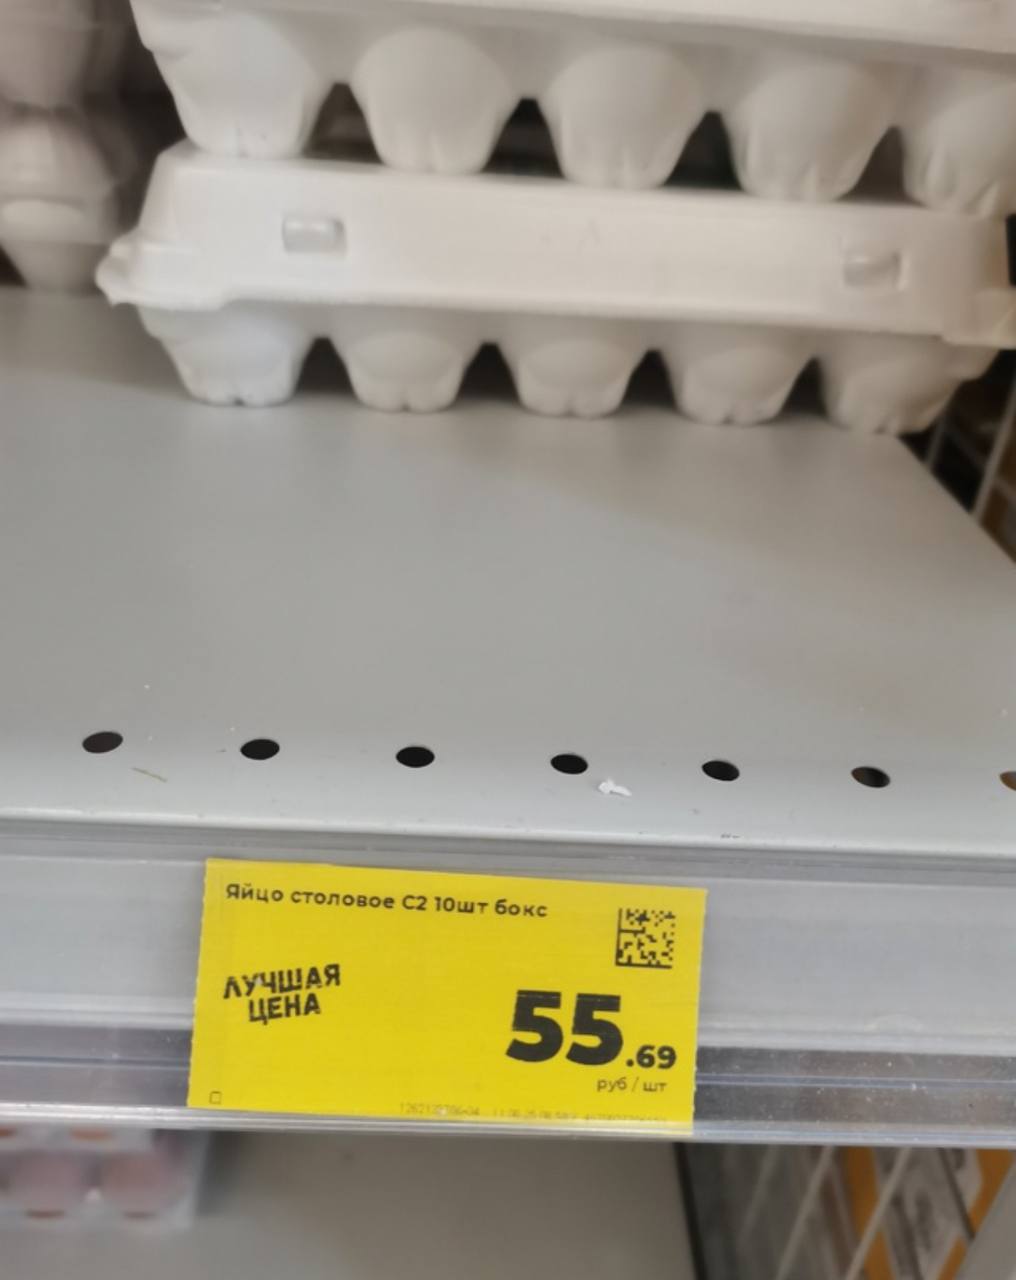 Яйцо столовое С2 10шт бокс
ЛУЧШАЯ
ЦЕНА
55.69
руб / шт